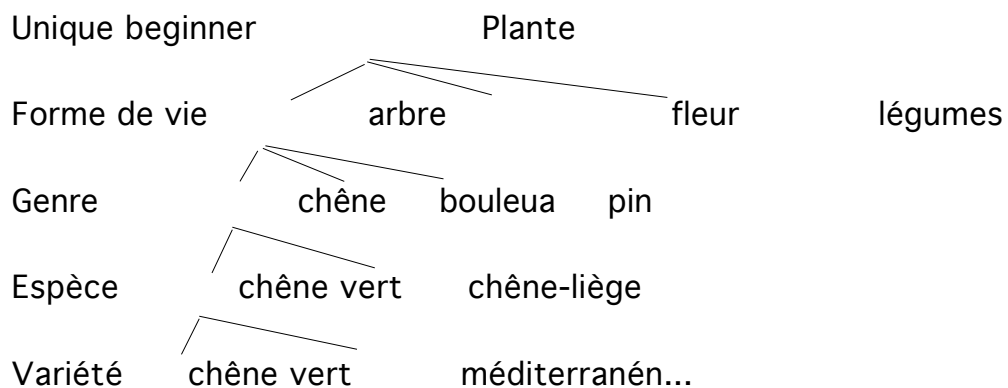 Unique beginner Plante
Forme de vie arbre fleur légumes
Genre chêne bouleua pin
Espèce chêne vert chêne-liège
Variété chêne vert méditerranén...